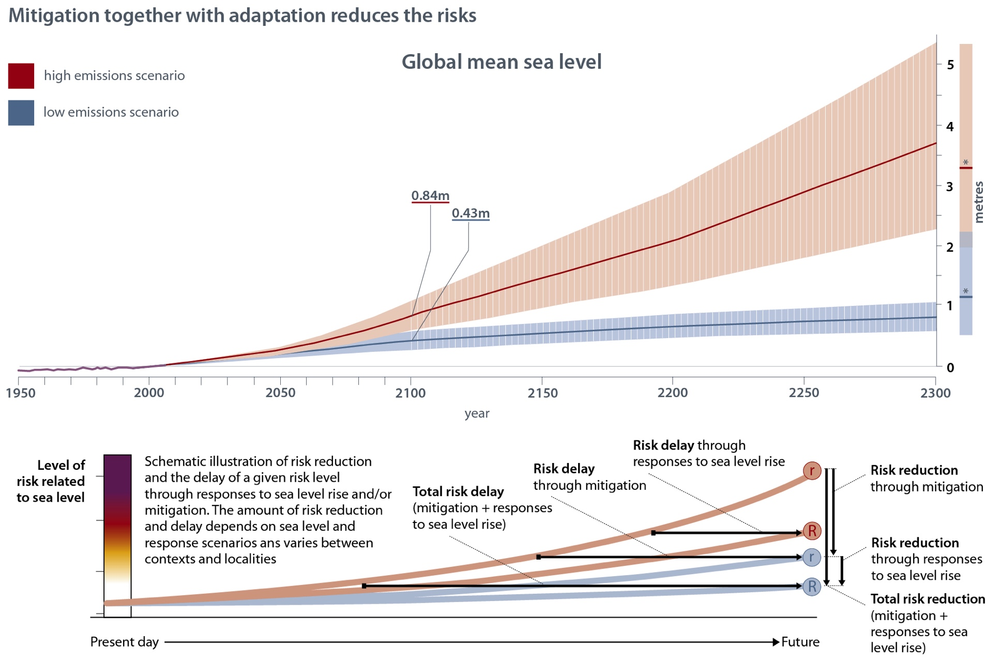 Mitigation together with adaptation reduces the risks
Global mean sea level
high emissions scenario
low emissions scenario
0.84m
0.43m
5
4
3
2
1
0
*
*
metres
1950
2000
2050
2100
2150
2200
2250
2300
year
Level of
risk related
to sea level
Schematic illustration of risk reduction
and the delay of a given risk level
through responses to sea level rise and/or
mitigation. The amount of risk reduction
and delay depends on sea level and
response scenarios ans varies between
contexts and localities
Total risk delay
(mitigation + responses
to sea level rise)
Risk delay
through mitigation
Risk delay through
responses to sea level rise
r
R
r
R
Risk reduction
through mitigation
Risk reduction
through responses
to sea level rise
Total risk reduction
(mitigation +
responses to sea
level rise)
Present day
Future